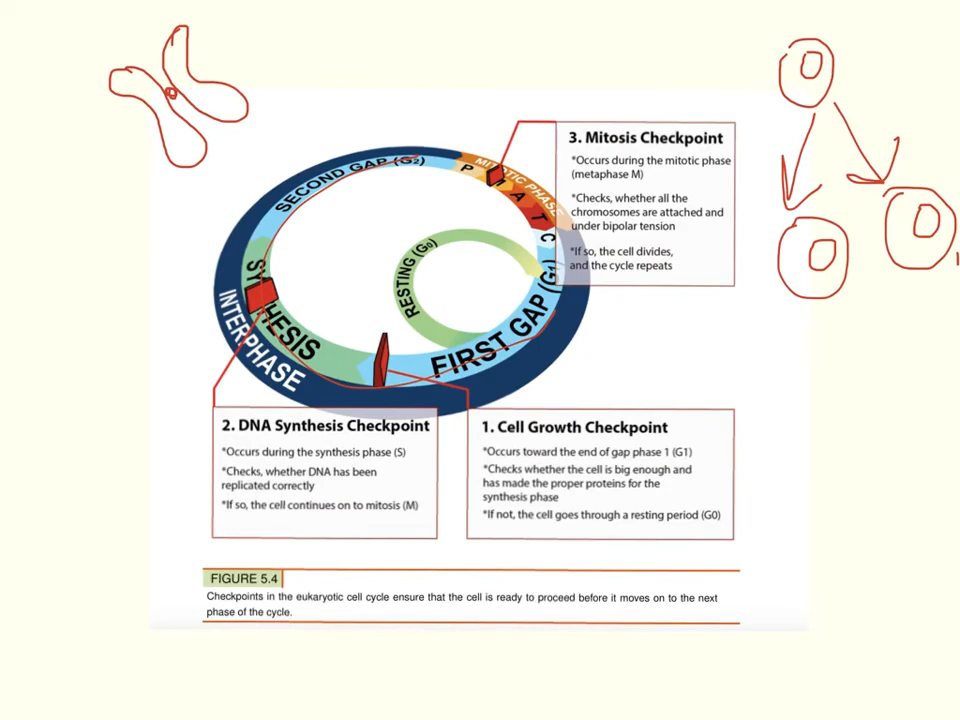 3. Mitosis Checkpoint
*Occurs during the mitotic phase
(metaphase M)
*Checks, whether all the
chromosomes are attached and
under bipolar tension
*If so, the cell divides,
and the cycle repeats
SECOND GAP (G2)
P
A
T
C
RESTING (G0)
FIRST GAP (G1)
INTERPHASE
2. DNA Synthesis Checkpoint
*Occurs during the synthesis phase (S)
*Checks, whether DNA has been
replicated correctly
*If so, the cell continues on to mitosis (M)
1. Cell Growth Checkpoint
*Occurs toward the end of gap phase 1 (G1)
*Checks whether the cell is big enough and
has made the proper proteins for the
synthesis phase
*If not, the cell goes through a resting period (G0)
FIGURE 5.4
Checkpoints in the eukaryotic cell cycle ensure that the cell is ready to proceed before it moves on to the next
phase of the cycle.